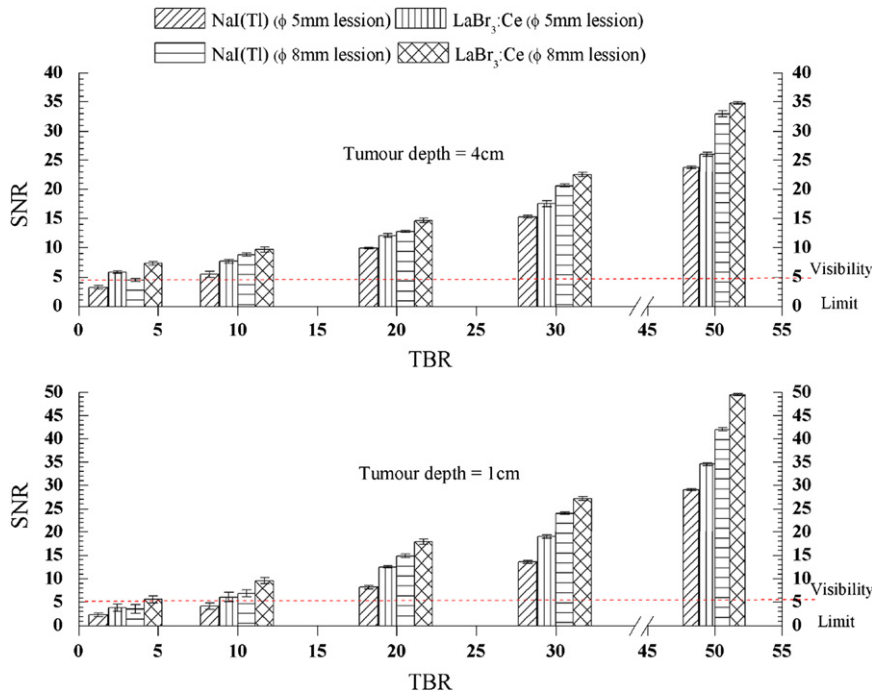 NaI(Tl) (ϕ 5mm lession) LaBr₃:Ce (ϕ 5mm lession)
NaI(Tl) (ϕ 8mm lession) LaBr₃:Ce (ϕ 8mm lession)
40 40
35 35
30 30
25 25
20 20
15 15
10 10
5 5
0 0
SNR
Tumour depth = 4cm
Visibility
Limit
0 5 10 15 20 25 30 45 50 55
TBR
50 50
45 45
40 40
35 35
30 30
25 25
20 20
15 15
10 10
5 5
0 0
SNR
Tumour depth = 1cm
Visibility
Limit
0 5 10 15 20 25 30 45 50 55
TBR